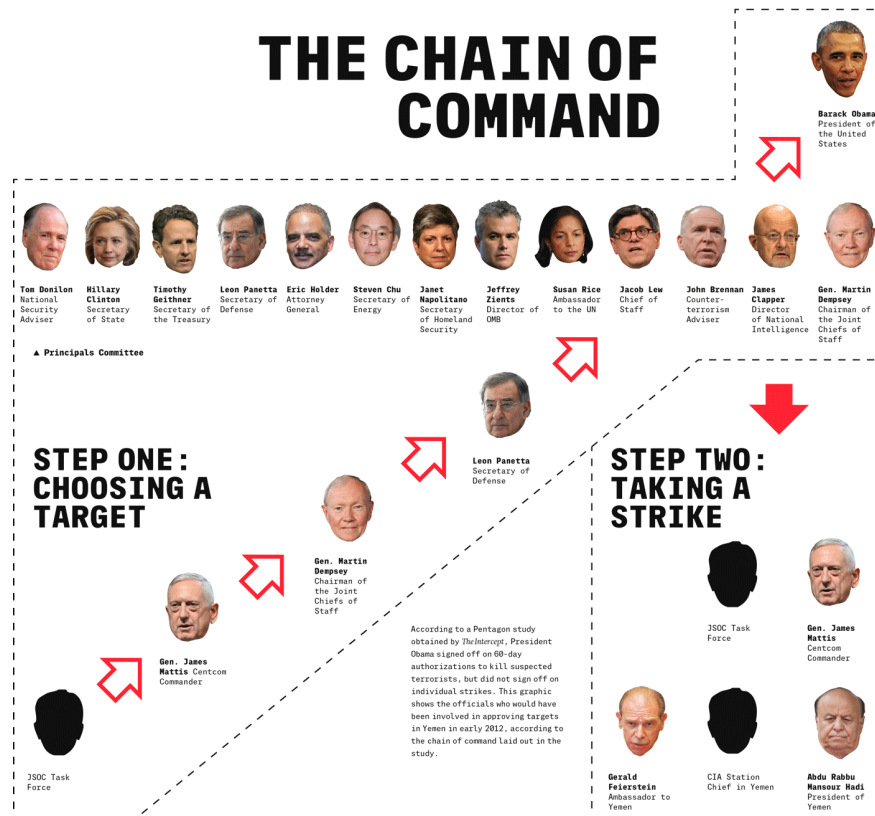 THE CHAIN OF
COMMAND
Barack Obama
President of
the United
States
Tom Donilon
National
Security
Adviser
Hillary
Clinton
Secretary
of State
Timothy
Geithner
Secretary of
the Treasury
Leon Panetta
Secretary of
Defense
Eric Holder
Attorney
General
Steven Chu
Secretary of
Energy
Janet
Napolitano
Secretary
of Homeland
Security
Jeffrey
Zients
Director of
OMB
Susan Rice
Ambassador
to the UN
Jacob Lew
Chief of
Staff
John Brennan
Counter-
terrorism
Adviser
James
Clapper
Director
of National
Intelligence
Gen. Martin
Dempsey
Chairman of
the Joint
Chiefs of
Staff
▲ Principals Committee
STEP ONE:
CHOOSING A
TARGET
Leon Panetta
Secretary of
Defense
Gen. Martin
Dempsey
Chairman of
the Joint
Chiefs of
Staff
Gen. James
Mattis Centcom
Commander
JSOC Task
Force
According to a Pentagon study
obtained by The Intercept, President
Obama signed off on 60-day
authorizations to kill suspected
terrorists, but did not sign off on
individual strikes. This graphic
shows the officials who would have
been involved in approving targets
in Yemen in early 2012, according to
the chain of command laid out in the
study.
STEP TWO:
TAKING A
STRIKE
JSOC Task
Force
Gen. James
Mattis
Centcom
Commander
Gerald
Feierstein
Ambassador to
Yemen
CIA Station
Chief in Yemen
Abdu Rabbu
Mansour Hadi
President of
Yemen